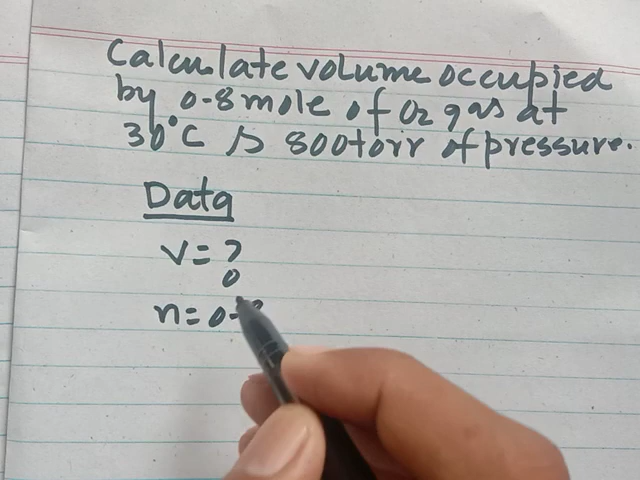 Calculate volume occupied
by 0.8 mole of O2 gas at
30°C & 800torr of pressure.
Data
V = ?
n = 0.